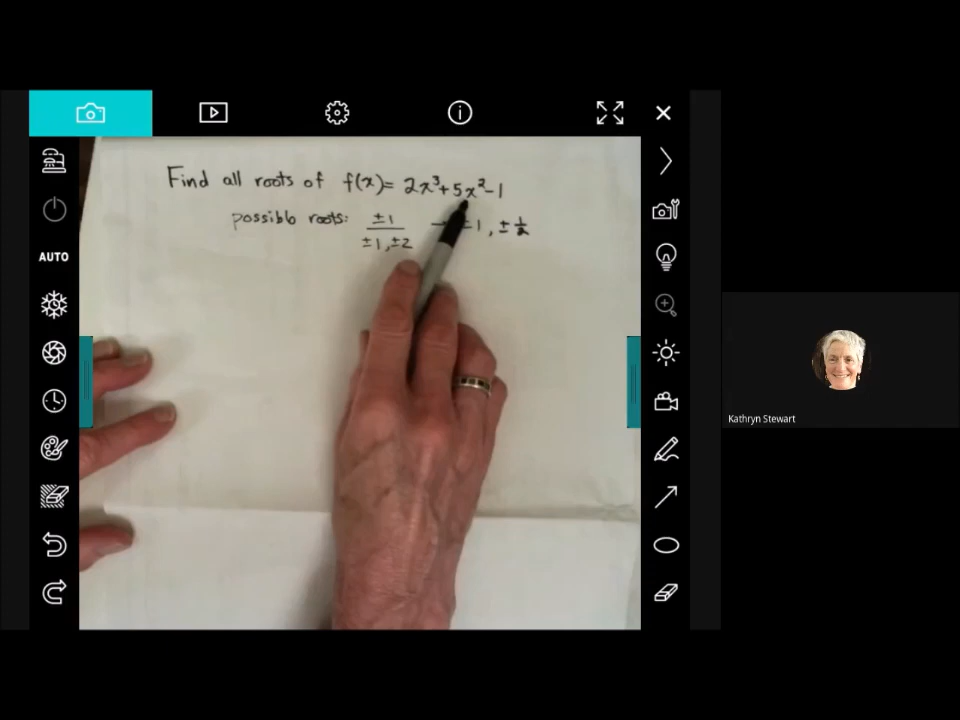 Find all roots of f(x)= 2x³+5x²-1
possible roots: ±1 / ±1, ±2 → ±1, ±1/2
AUTO
Kathryn Stewart